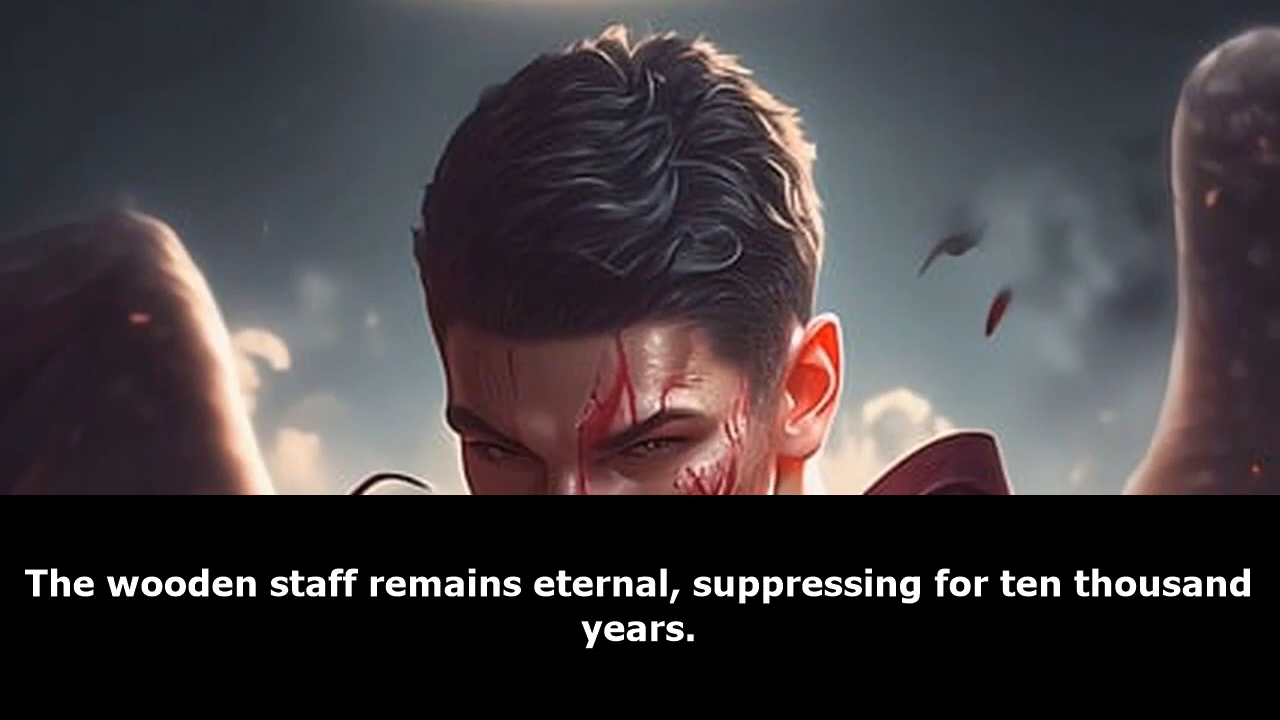 The wooden staff remains eternal, suppressing for ten thousand
years.